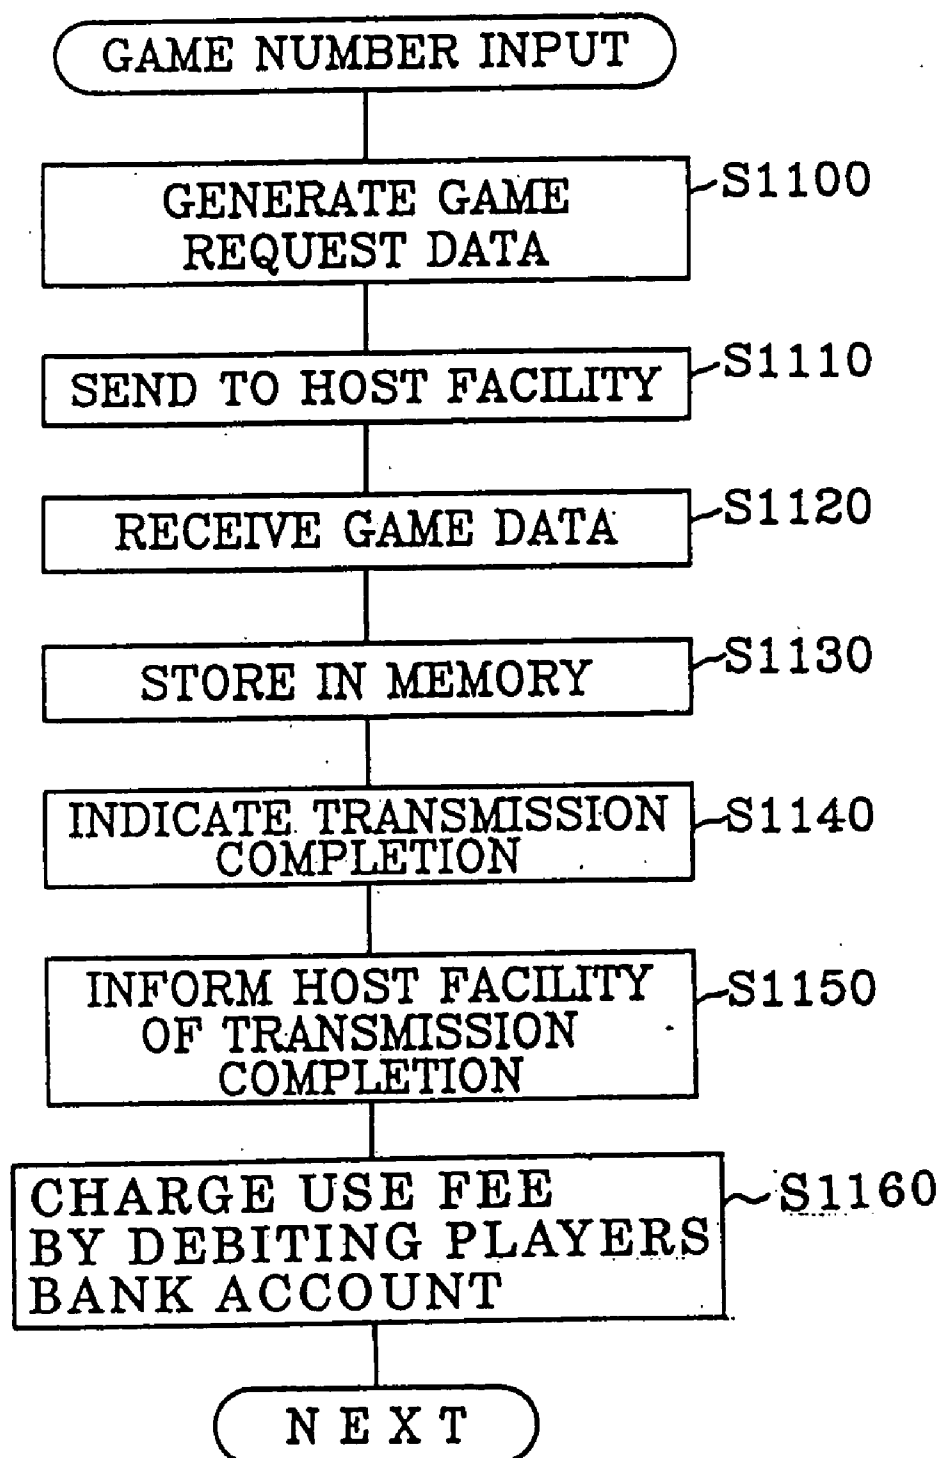 GAME NUMBER INPUT
GENERATE GAME
REQUEST DATA
S1100
SEND TO HOST FACILITY
S1110
RECEIVE GAME DATA
S1120
STORE IN MEMORY
S1130
INDICATE TRANSMISSION
COMPLETION
S1140
INFORM HOST FACILITY
OF TRANSMISSION
COMPLETION
S1150
CHARGE USE FEE
BY DEBITING PLAYERS
BANK ACCOUNT
S1160
NEXT